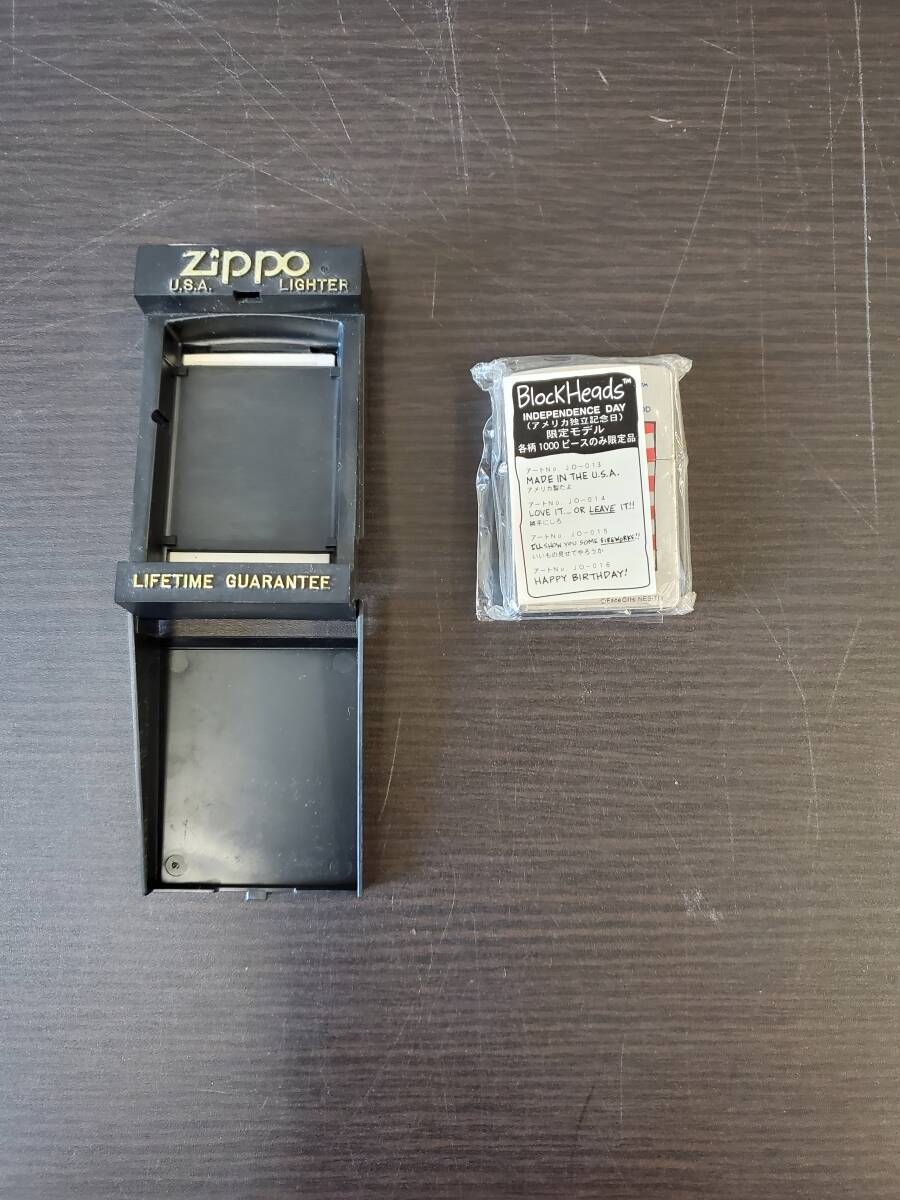 Zippo®
U.S.A. LIGHTER
LIFETIME GUARANTEE
BlockHeads™
INDEPENDENCE DAY
(アメリカ独立記念日)
限定モデル
各柄1000ピースのみ限定品
アートNo. JO-013
MADE IN THE U.S.A.
アメリカ製だよ
アートNo. JO-014
LOVE IT... OR LEAVE IT!!
勝手にしろ
アートNo. JO-015
I'LL SHOW YOU SOME FIREWORKS!!
いいもの見せてやろうか
アートNo. JO-016
HAPPY BIRTHDAY!